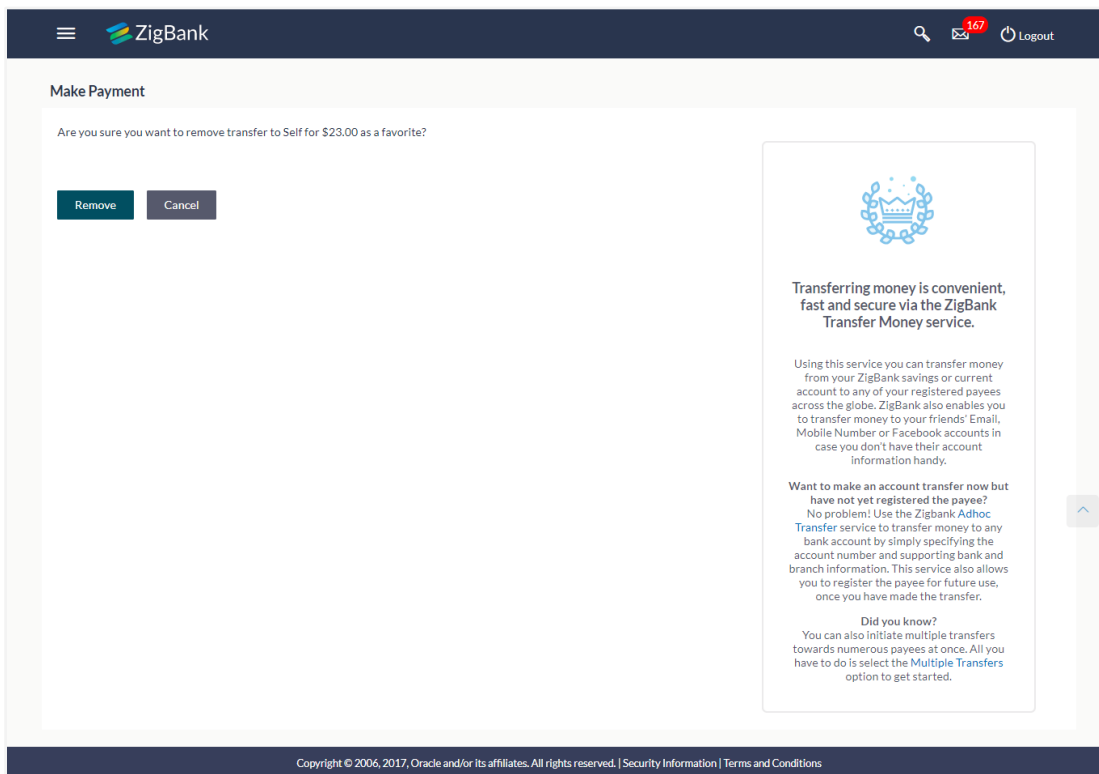 ZigBank
167
Logout
Make Payment
Are you sure you want to remove transfer to Self for $23.00 as a favorite?
Remove
Cancel
Transferring money is convenient,
fast and secure via the ZigBank
Transfer Money service.
Using this service you can transfer money
from your ZigBank savings or current
account to any of your registered payees
across the globe. ZigBank also enables you
to transfer money to your friends' Email,
Mobile Number or Facebook accounts in
case you don't have their account
information handy.
Want to make an account transfer now but
have not yet registered the payee?
No problem! Use the Zigbank Adhoc
Transfer service to transfer money to any
bank account by simply specifying the
account number and supporting bank and
branch information. This service also allows
you to register the payee for future use,
once you have made the transfer.
Did you know?
You can also initiate multiple transfers
towards numerous payees at once. All you
have to do is select the Multiple Transfers
option to get started.
Copyright © 2006, 2017, Oracle and/or its affiliates. All rights reserved. | Security Information | Terms and Conditions